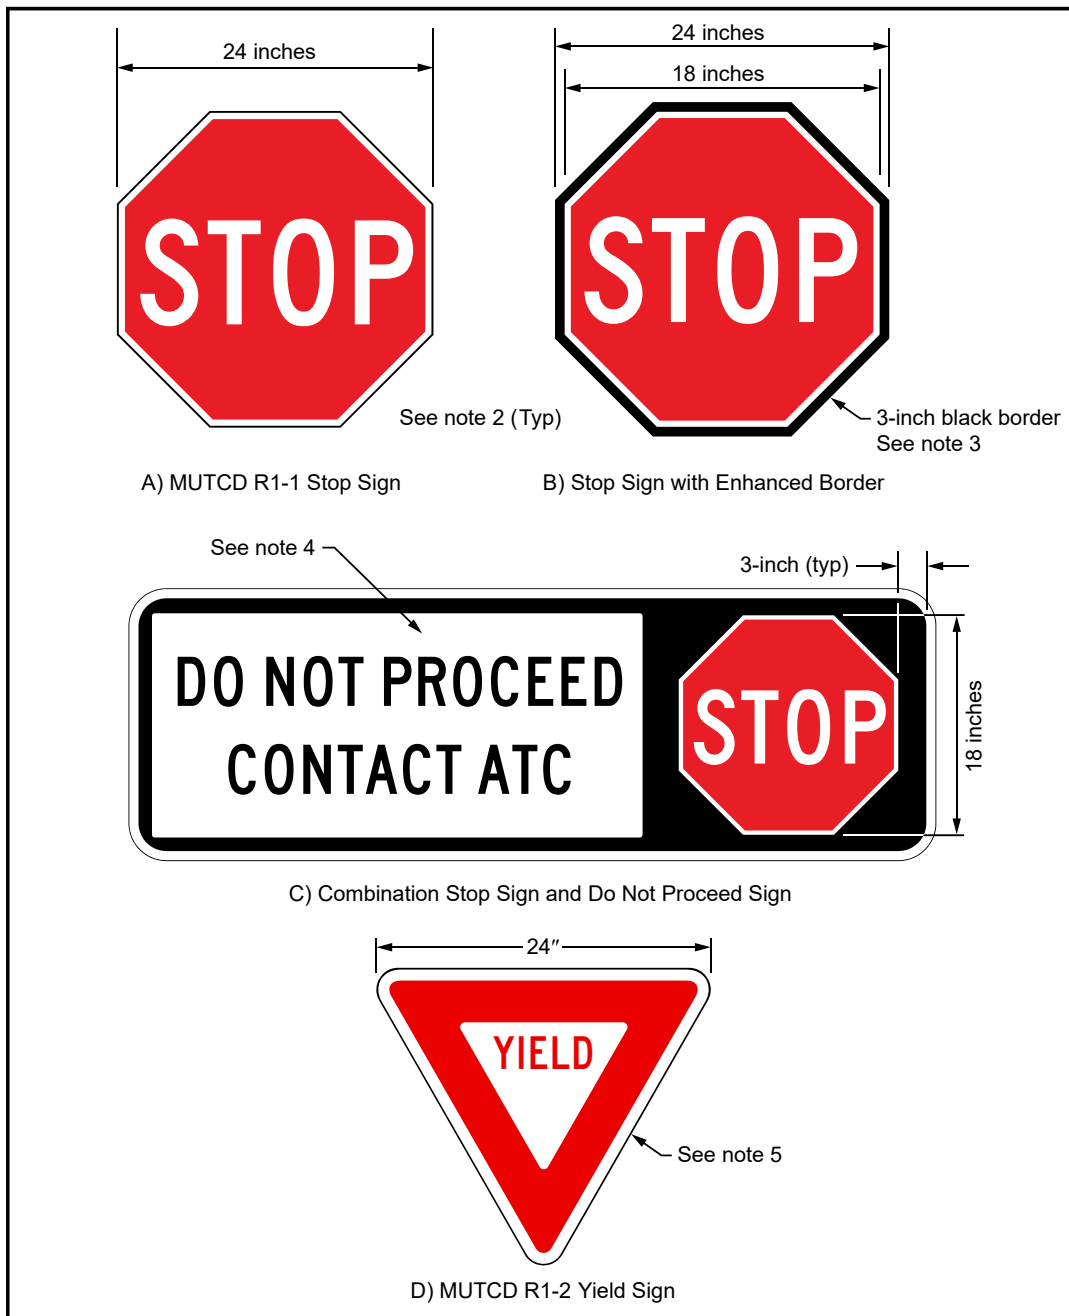 24 inches
STOP
See note 2 (Typ)
A) MUTCD R1-1 Stop Sign
24 inches
18 inches
STOP
3-inch black border
See note 3
B) Stop Sign with Enhanced Border
See note 4
3-inch (typ)
DO NOT PROCEED
CONTACT ATC
STOP
18 inches
C) Combination Stop Sign and Do Not Proceed Sign
24″
YIELD
See note 5
D) MUTCD R1-2 Yield Sign